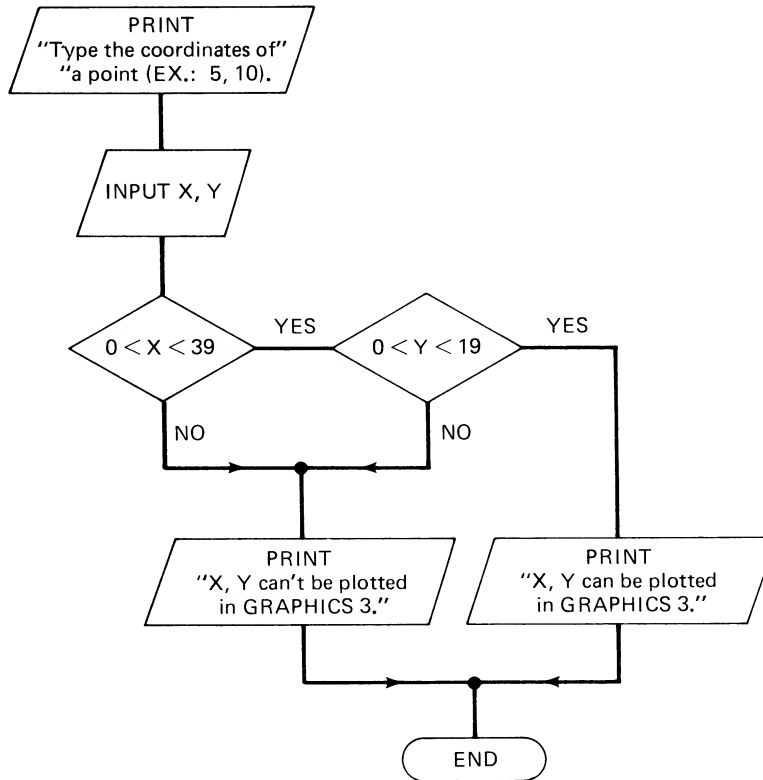 PRINT
"Type the coordinates of"
"a point (EX.: 5, 10).
INPUT X, Y
0 < X < 39
YES
0 < Y < 19
YES
NO
NO
PRINT
"X, Y can't be plotted
in GRAPHICS 3."
PRINT
"X, Y can be plotted
in GRAPHICS 3."
END